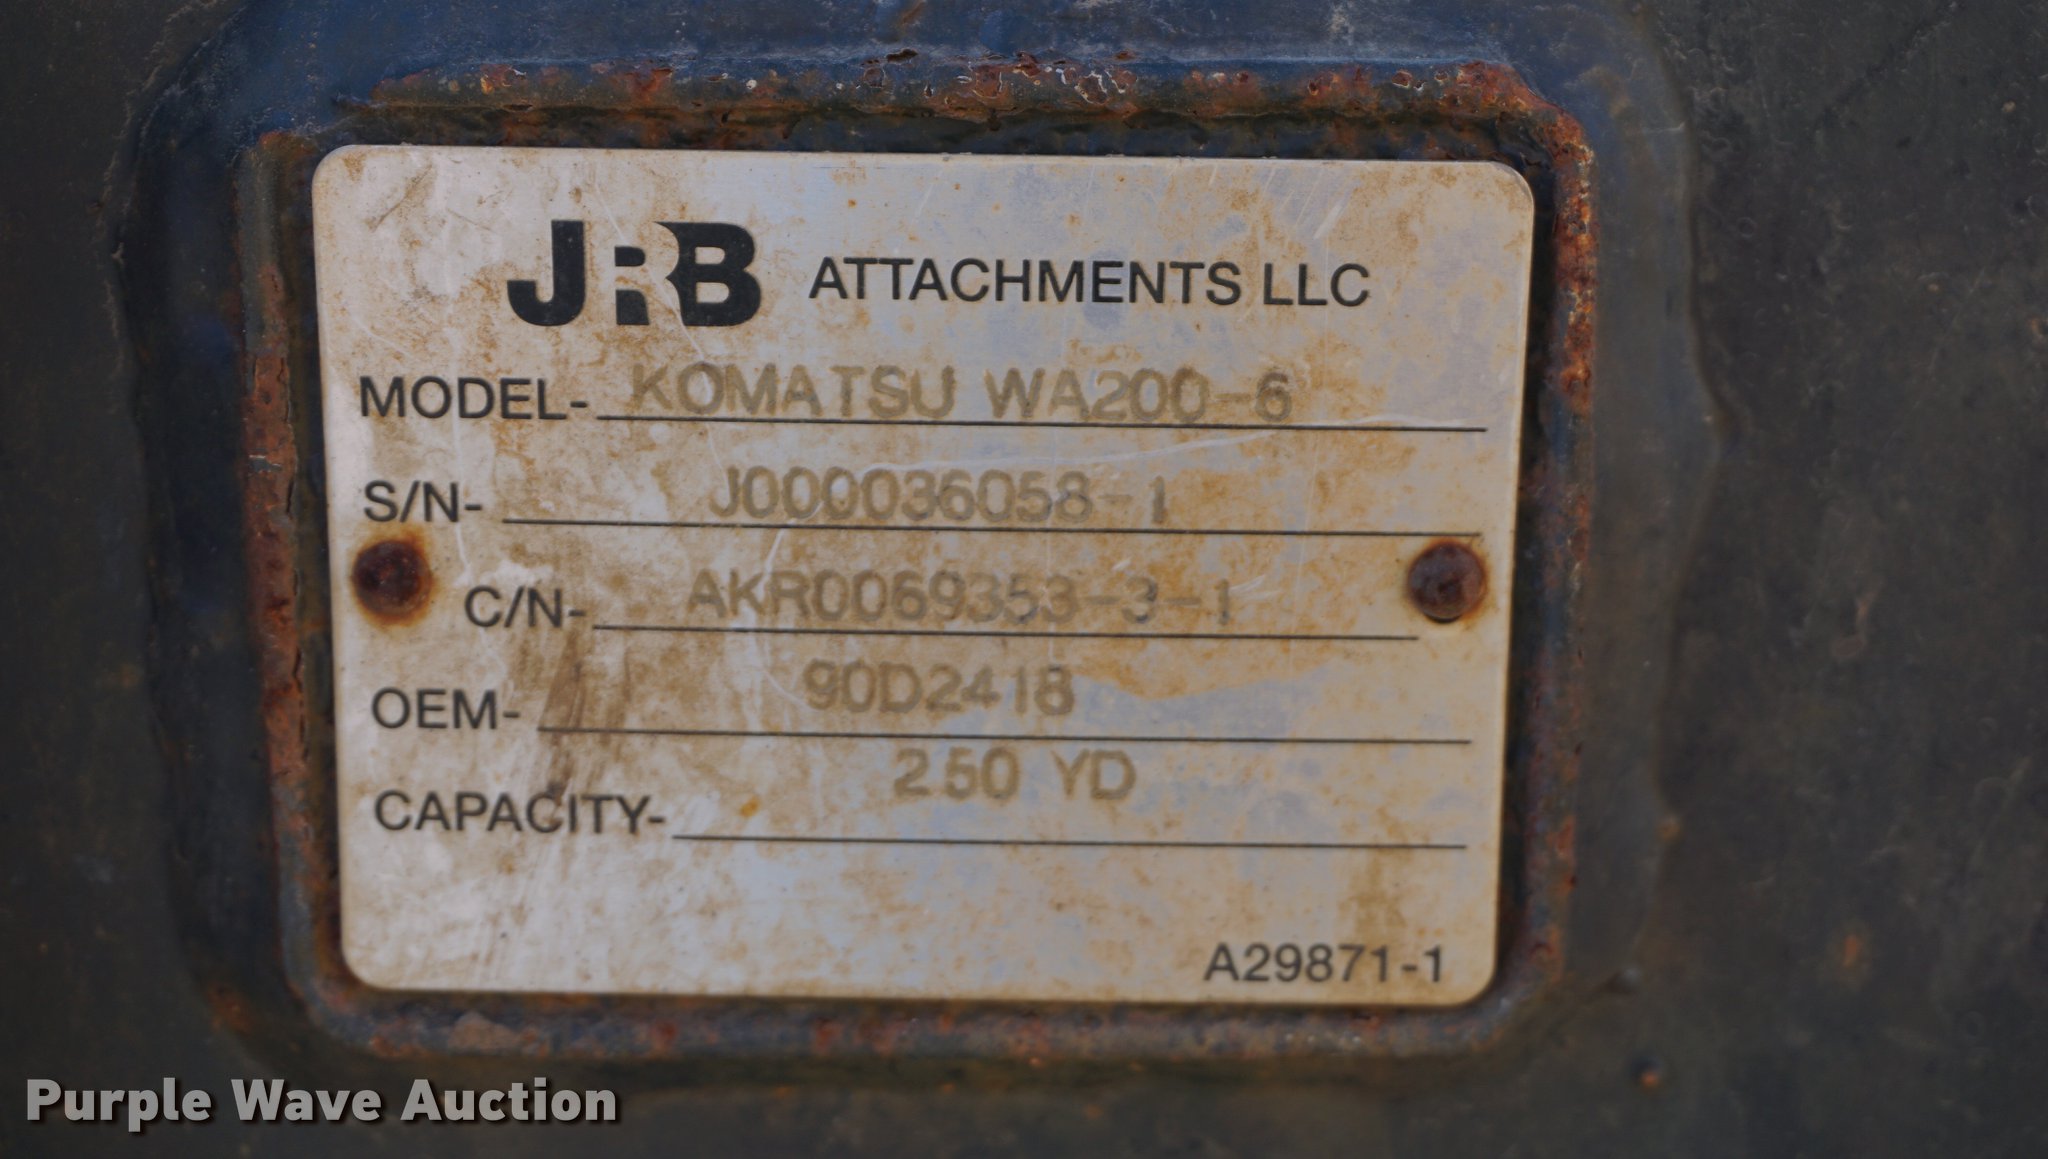 JRB ATTACHMENTS LLC
MODEL- KOMATSU WA200-6
S/N- J000036058-1
C/N- AKR0069353-3-1
OEM- 90D2418
CAPACITY- 2.50 YD
A29871-1
Purple Wave Auction